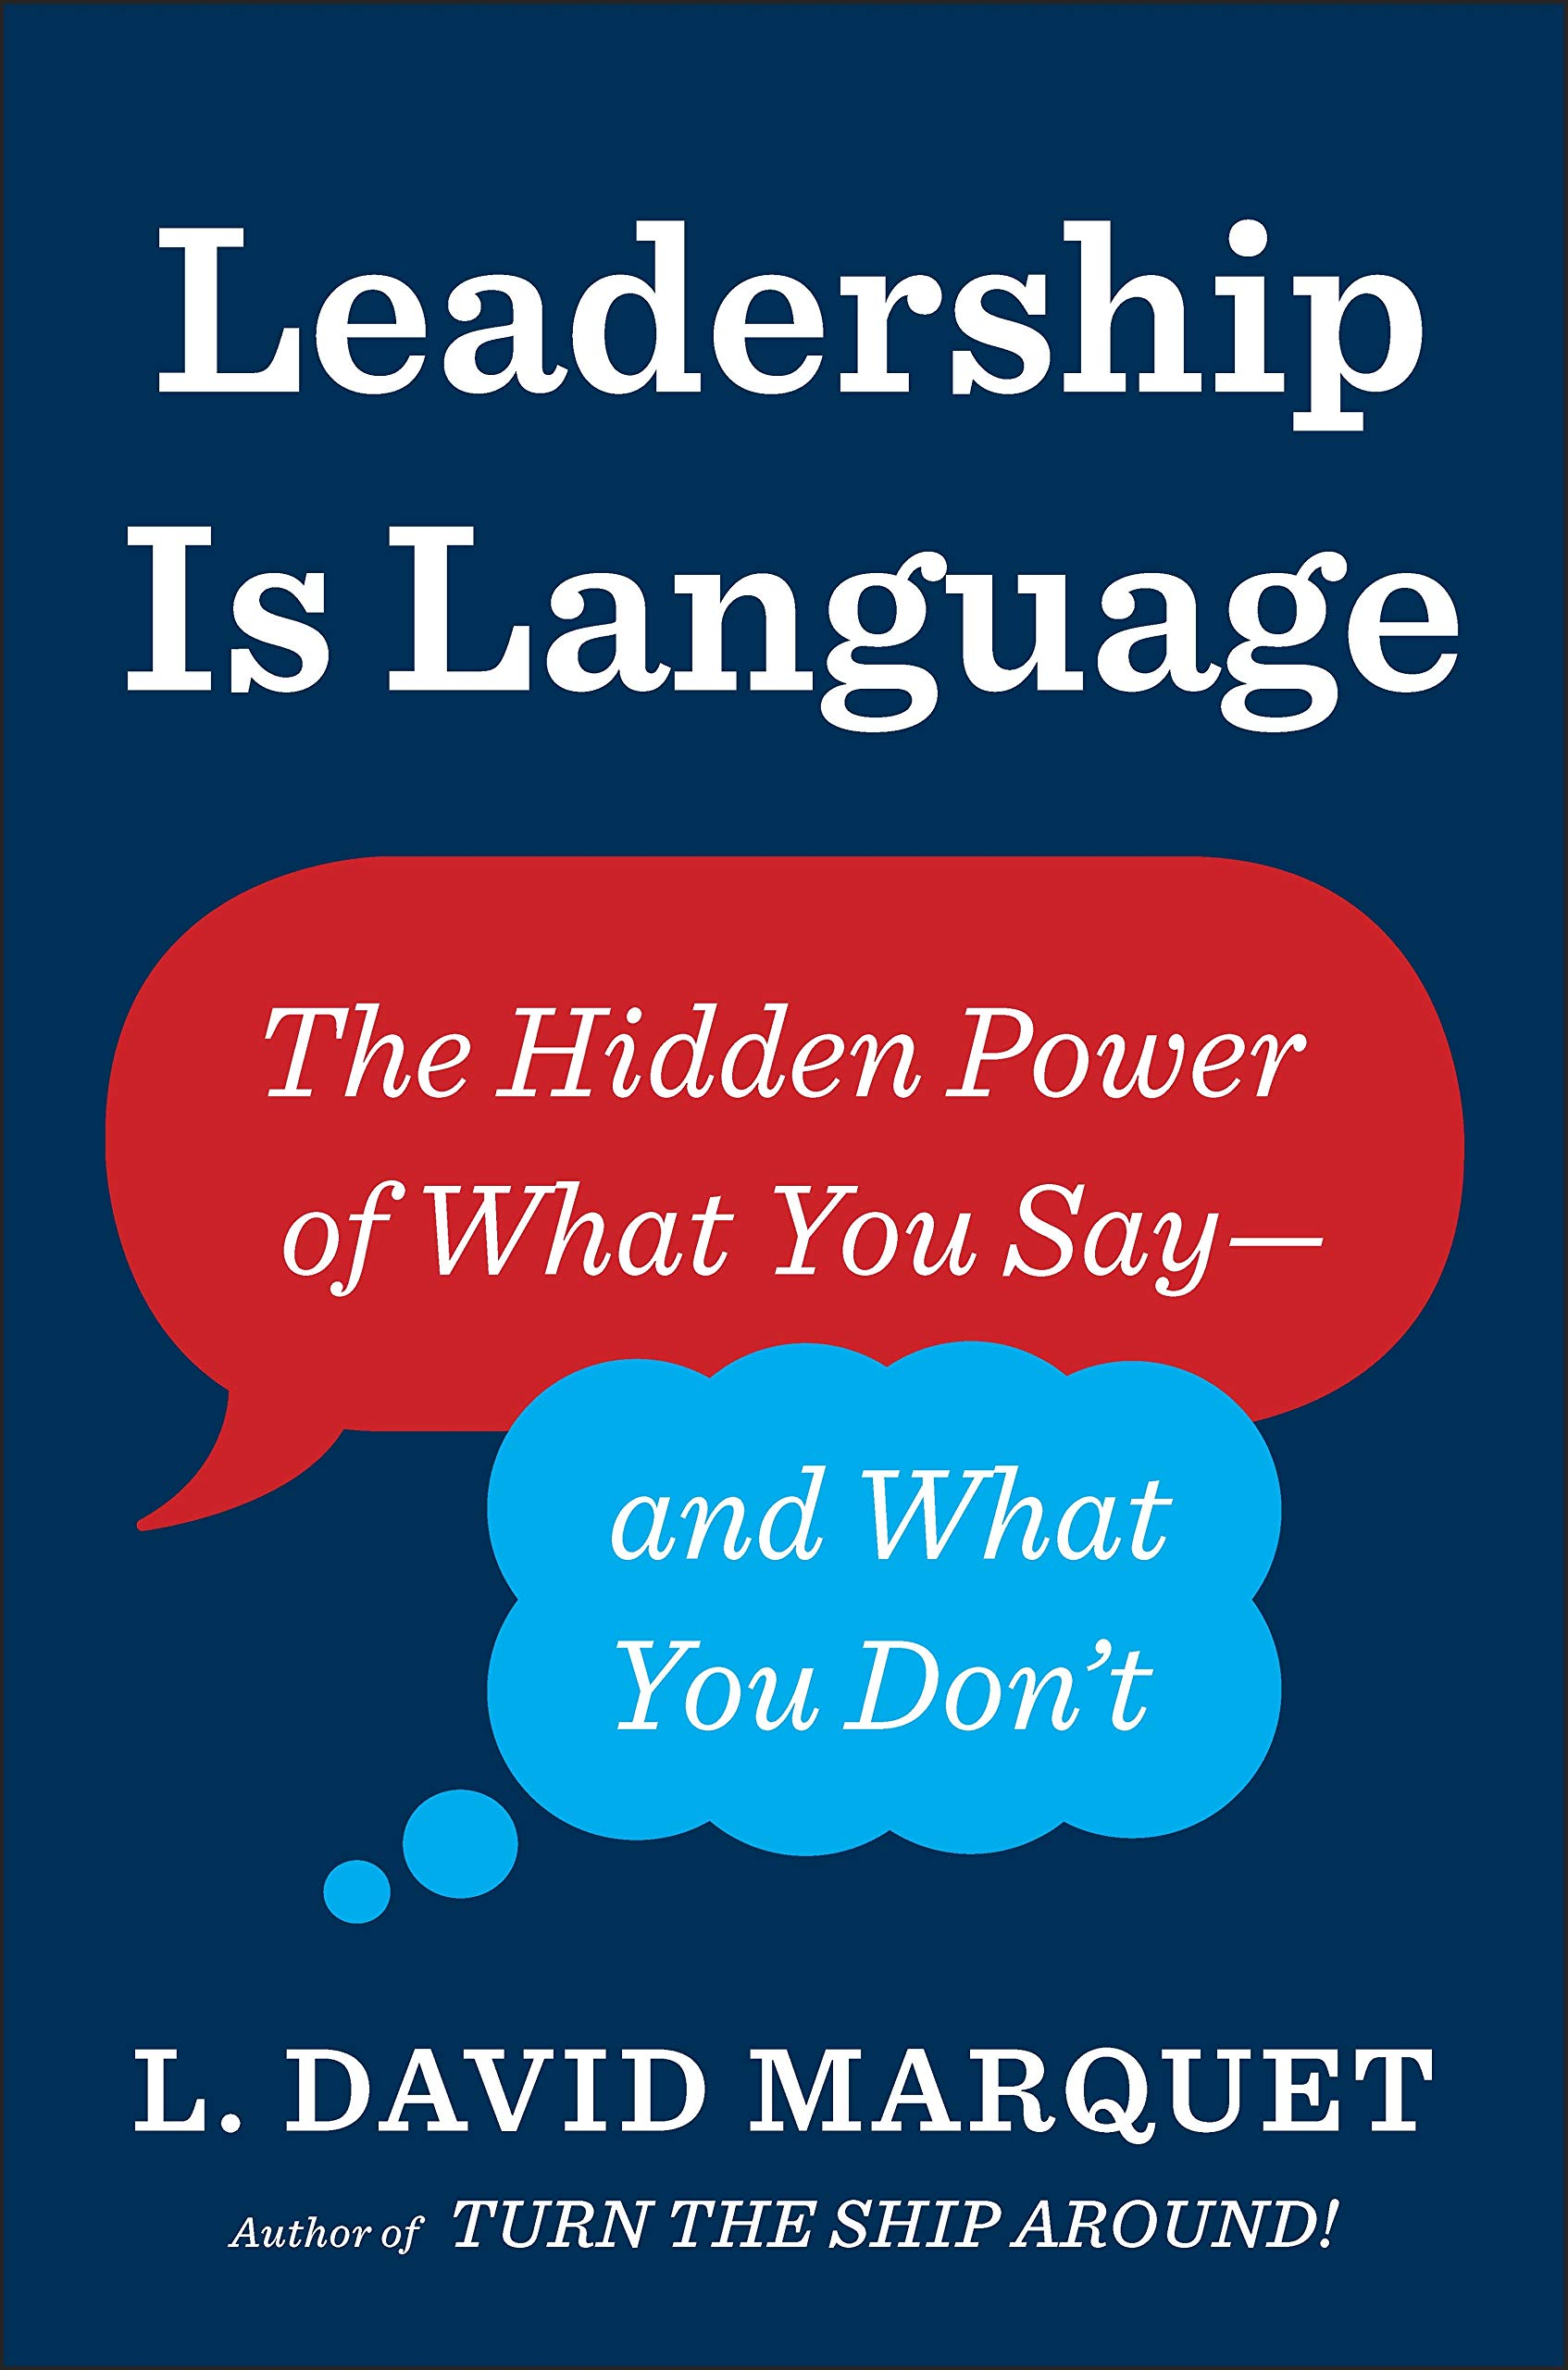 Leadership
Is Language
The Hidden Power
of What You Say—
and What
You Don’t
L. DAVID MARQUET
Author of TURN THE SHIP AROUND!